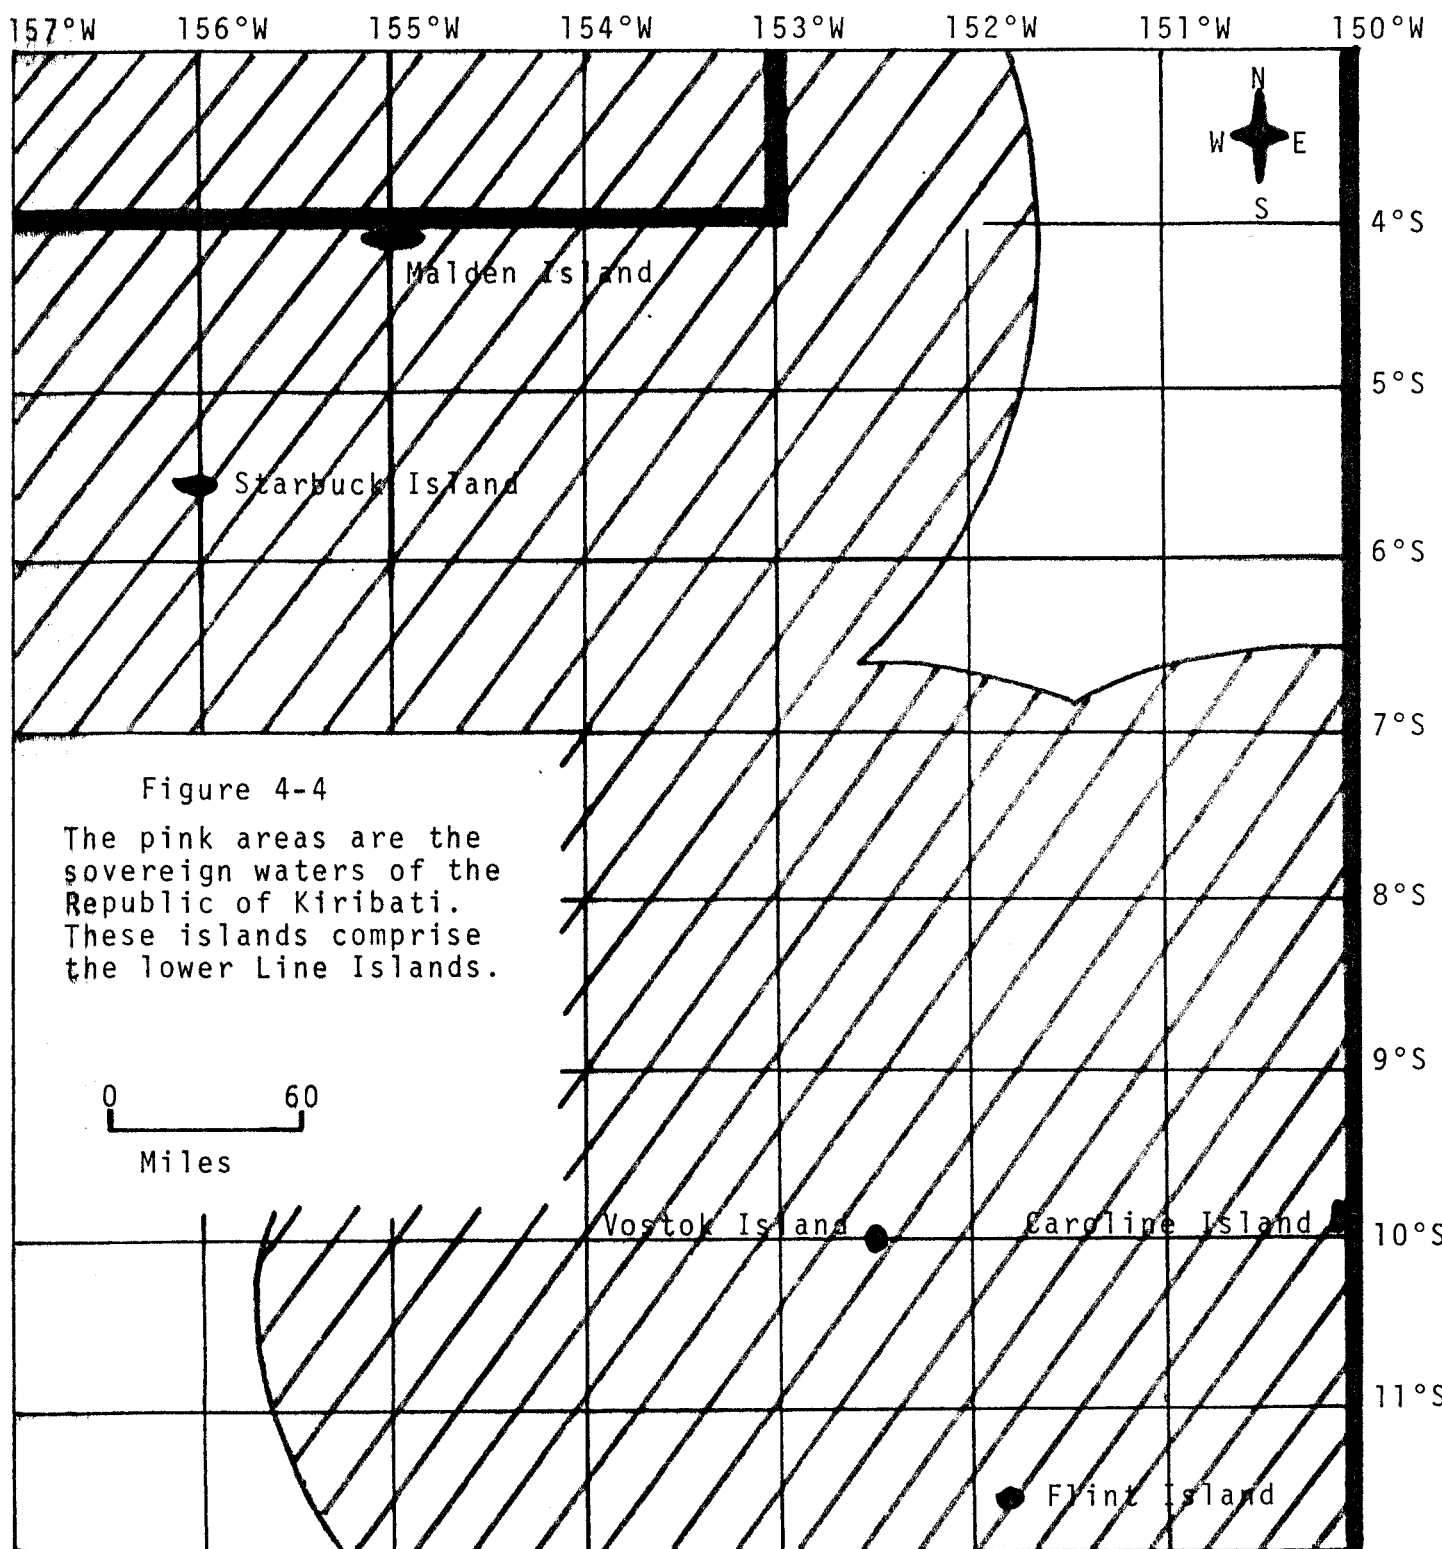 157°W 156°W 155°W 154°W 153°W 152°W 151°W 150°W
N
W E
S
4°S
Malden Island
5°S
Starbuck Island
6°S
7°S
Figure 4-4
The pink areas are the
sovereign waters of the
Republic of Kiribati.
These islands comprise
the lower Line Islands.
8°S
9°S
0 60
Miles
Vostok Island
Caroline Island
10°S
11°S
Flint Island